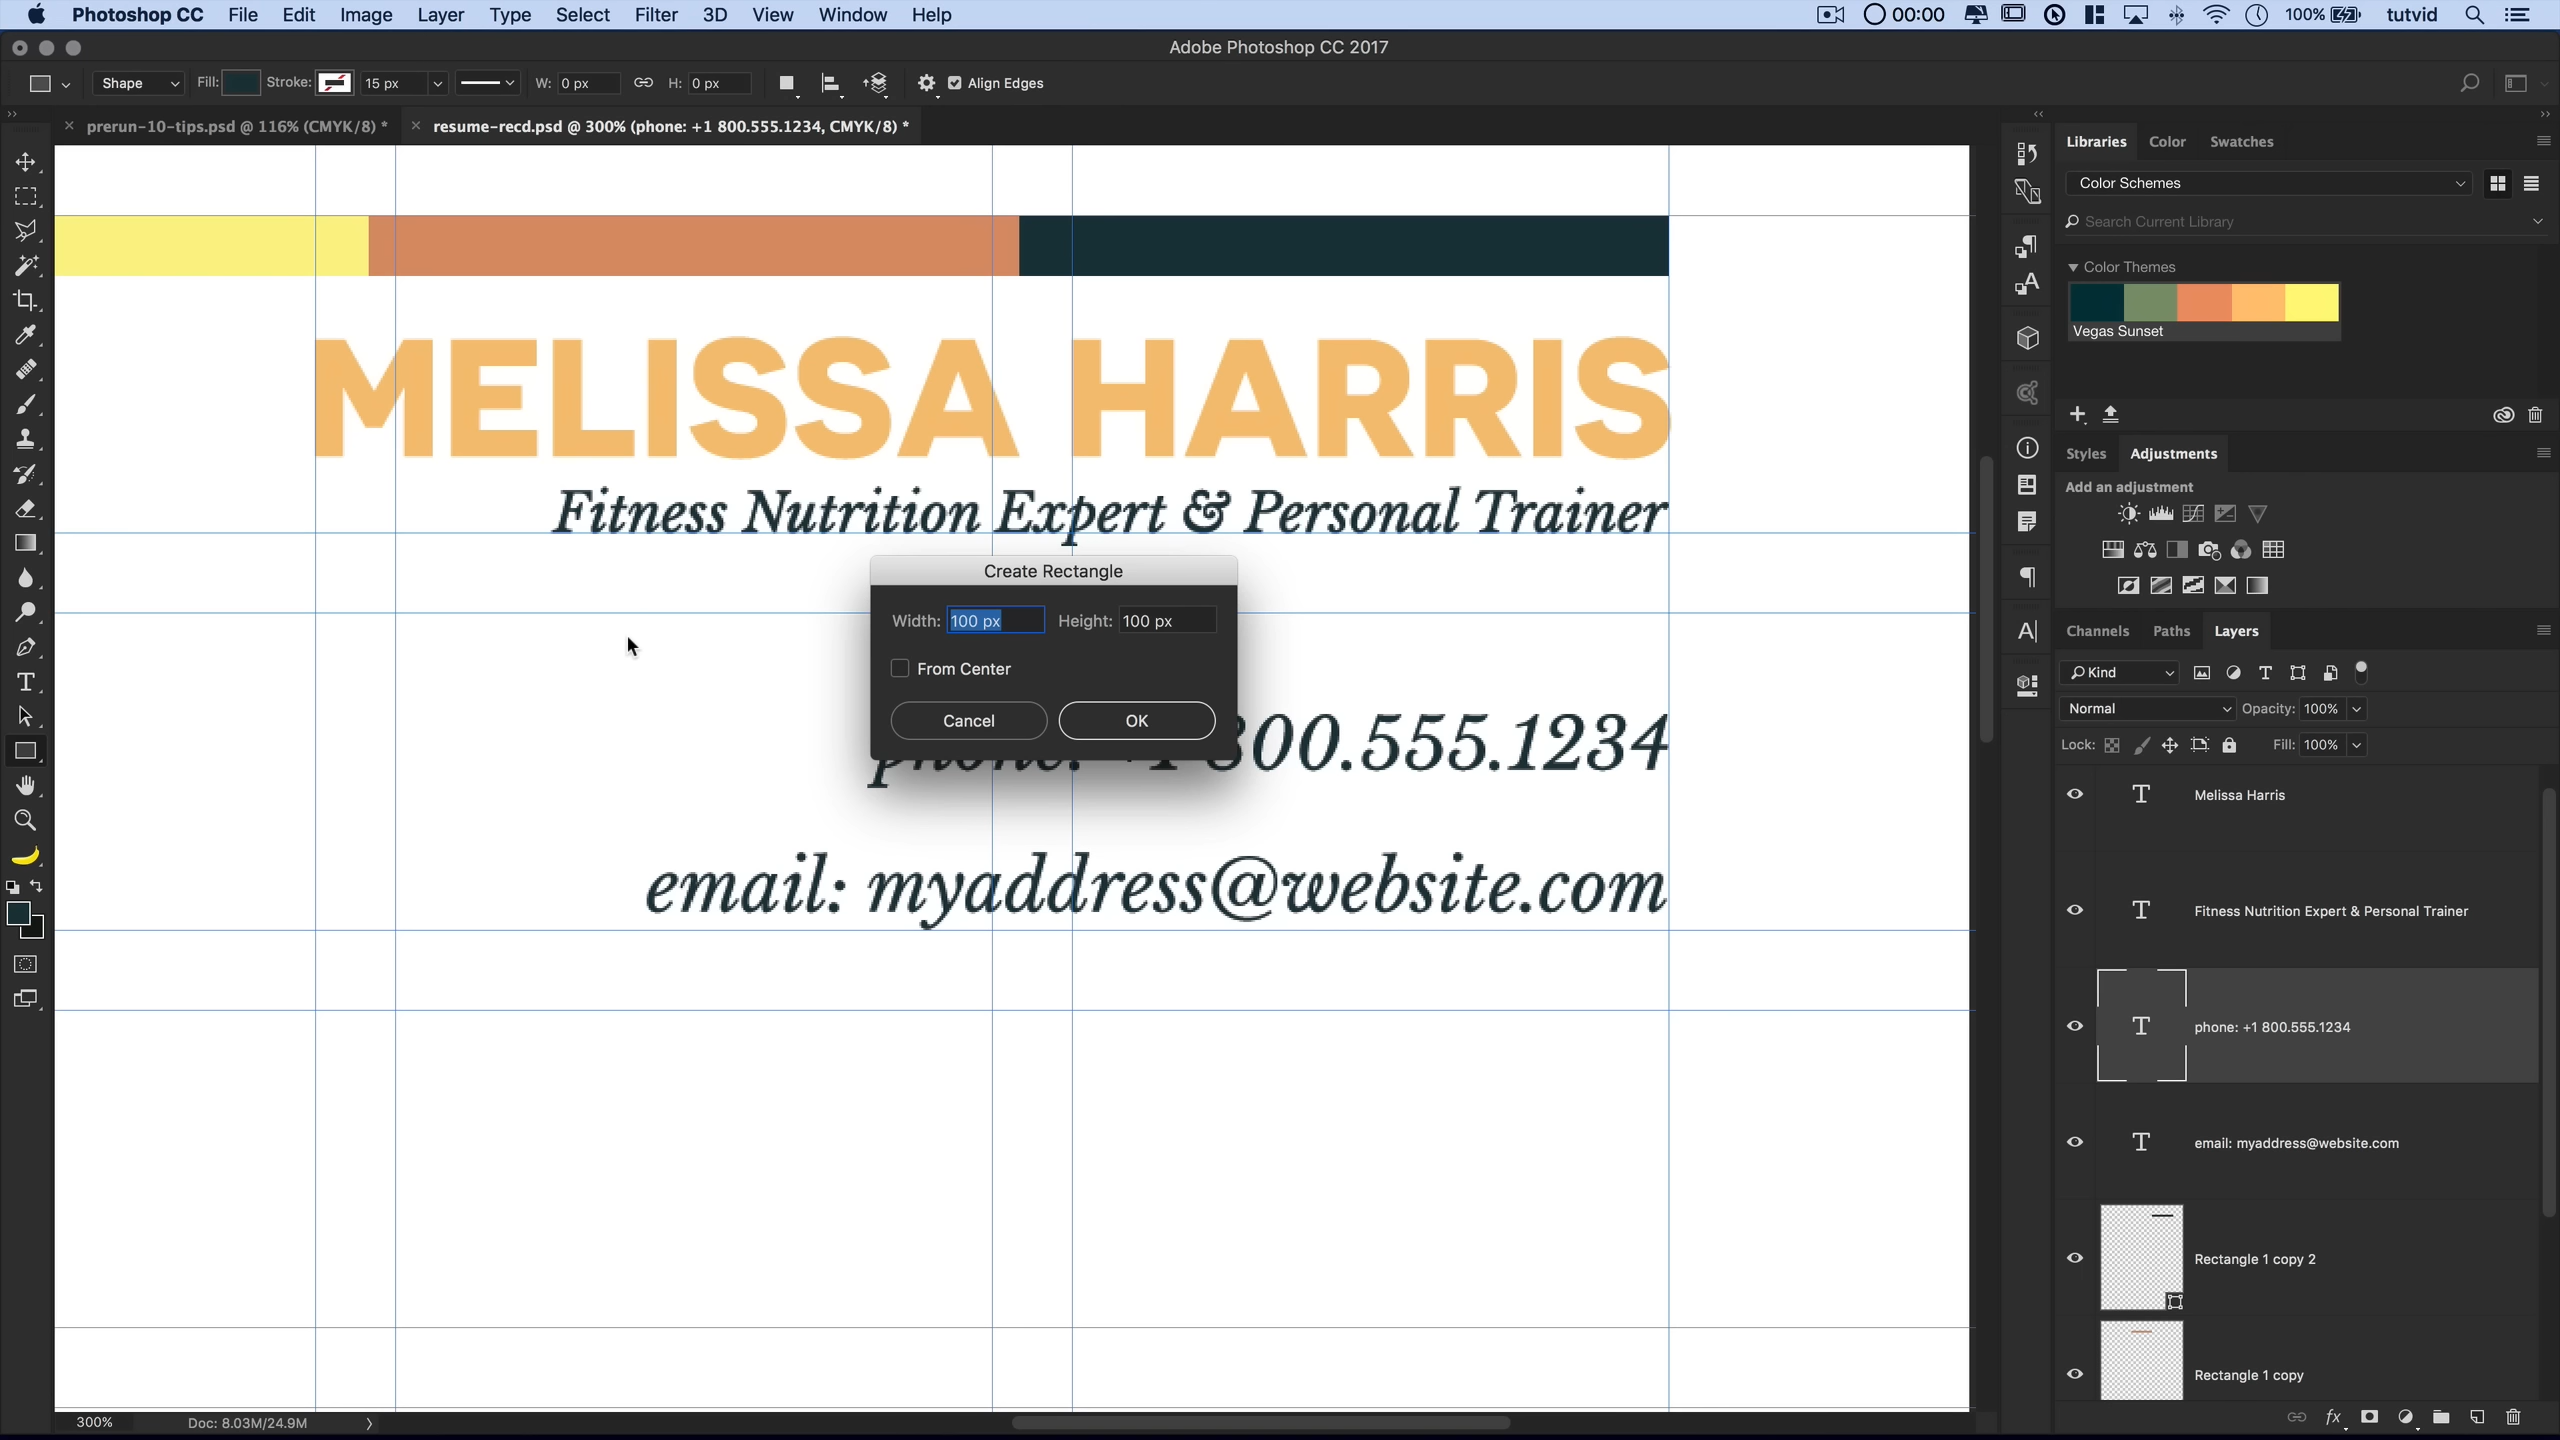 Photoshop CC File Edit Image Layer Type Select Filter 3D View Window Help 00:00 100% tutvid
Adobe Photoshop CC 2017
Shape Fill: Stroke: 15 px W: 0 px H: 0 px Align Edges
prerun-10-tips.psd @ 116% (CMYK/8) * resume-recd.psd @ 300% (phone: +1 800.555.1234, CMYK/8) *
Libraries Color Swatches
Color Schemes
Search Current Library
Color Themes
Vegas Sunset
MELISSA HARRIS
Fitness Nutrition Expert & Personal Trainer
Create Rectangle
Width: 100 px Height: 100 px
From Center
Cancel OK
phone: +1 800.555.1234
email: myaddress@website.com
Styles Adjustments
Add an adjustment
Channels Paths Layers
Kind
Normal Opacity: 100%
Lock: Fill: 100%
Melissa Harris
Fitness Nutrition Expert & Personal Trainer
phone: +1 800.555.1234
email: myaddress@website.com
Rectangle 1 copy 2
Rectangle 1 copy
300% Doc: 8.03M/24.9M